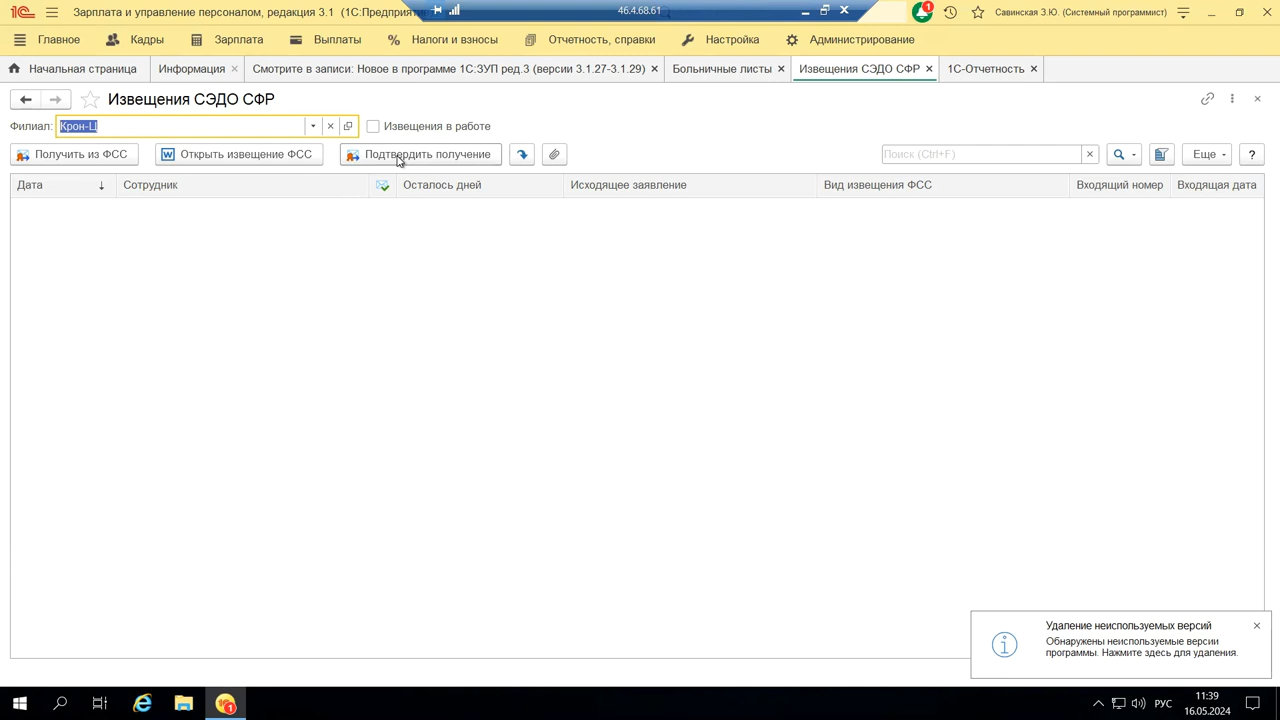 Зарплата и управление персоналом, редакция 3.1 (1С:Предприятие
46.4.68.61
1
Савинская З.Ю. (Системный программист)
Главное
Кадры
Зарплата
Выплаты
Налоги и взносы
Отчетность, справки
Настройка
Администрирование
Начальная страница
Информация
Смотрите в записи: Новое в программе 1С:ЗУП ред.3 (версии 3.1.27-3.1.29)
Больничные листы
Извещения СЭДО СФР
1С-Отчетность
Извещения СЭДО СФР
Филиал:
Крон-Ц
Извещения в работе
Получить из ФСС
Открыть извещение ФСС
Подтвердить получение
Поиск (Ctrl+F)
Еще
?
Дата
Сотрудник
Осталось дней
Исходящее заявление
Вид извещения ФСС
Входящий номер
Входящая дата
Удаление неиспользуемых версий
Обнаружены неиспользуемые версии
программы. Нажмите здесь для удаления.
1
РУС
11:39
16.05.2024